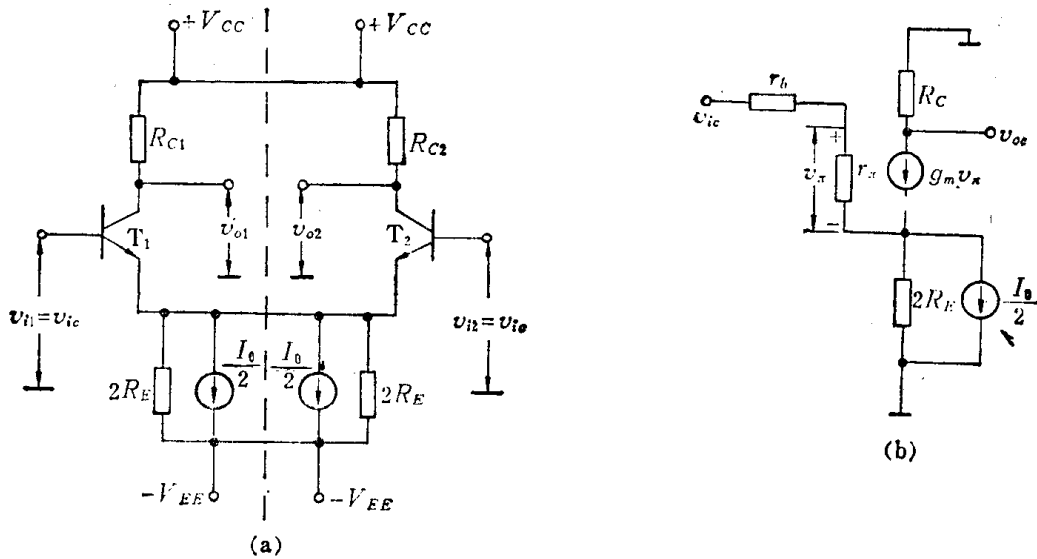 +V_CC
+V_CC
R_C1
R_C2
v_o1
v_o2
T_1
T_2
v_i1=v_ic
v_i2=v_ic
2R_E
I_0/2
I_0/2
2R_E
-V_EE
-V_EE
(a)
r_b
v_ic
R_C
v_oc
+
v_π
r_π
g_m v_π
-
2R_E
I_0/2
(b)